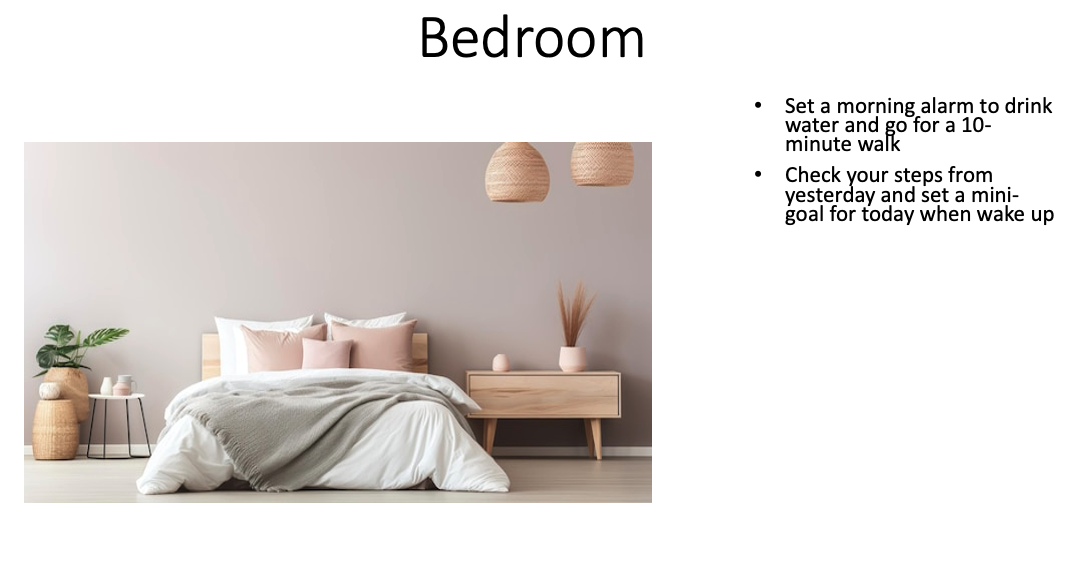 Bedroom
• Set a morning alarm to drink
water and go for a 10-
minute walk
• Check your steps from
yesterday and set a mini-
goal for today when wake up